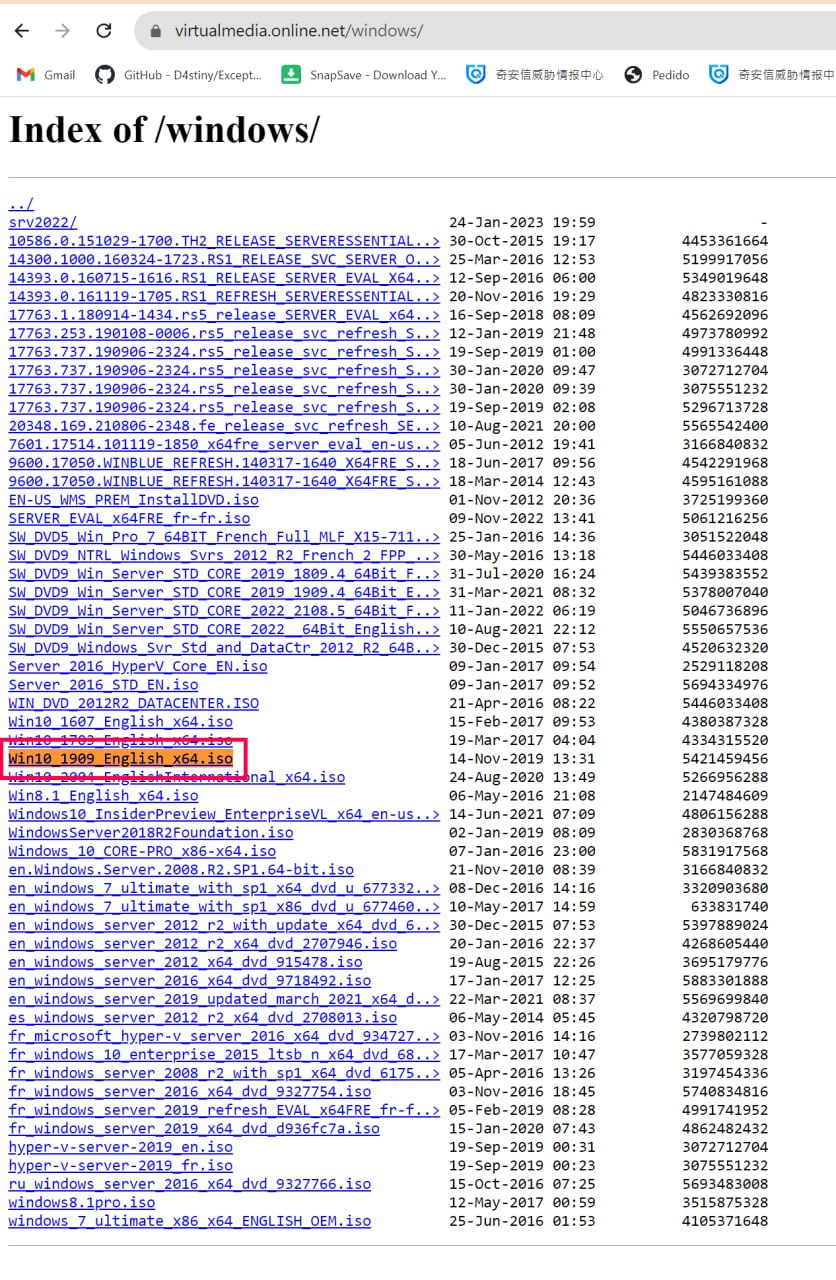 virtualmedia.online.net/windows/
Gmail GitHub - D4stiny/Except... SnapSave - Download Y... 奇安信威胁情报中心 Pedido 奇安信威胁情报中
Index of /windows/
../
srv2022/ 24-Jan-2023 19:59 -
10586.0.151029-1700.TH2_RELEASE_SERVERESSENTIAL..> 30-Oct-2015 19:17 4453361664
14300.1000.160324-1723.RS1_RELEASE_SVC_SERVER_O..> 25-Mar-2016 12:53 5199917056
14393.0.160715-1616.RS1_RELEASE_SERVER_EVAL_X64..> 12-Sep-2016 06:00 5349019648
14393.0.161119-1705.RS1_REFRESH_SERVERESSENTIAL..> 20-Nov-2016 19:29 4823330816
17763.1.180914-1434.rs5_release_SERVER_EVAL_x64..> 16-Sep-2018 08:09 4562692096
17763.253.190108-0006.rs5_release_svc_refresh_S..> 12-Jan-2019 21:48 4973780992
17763.737.190906-2324.rs5_release_svc_refresh_S..> 19-Sep-2019 01:00 4991336448
17763.737.190906-2324.rs5_release_svc_refresh_S..> 30-Jan-2020 09:47 3072712704
17763.737.190906-2324.rs5_release_svc_refresh_S..> 30-Jan-2020 09:39 3075551232
17763.737.190906-2324.rs5_release_svc_refresh_S..> 19-Sep-2019 02:08 5296713728
20348.169.210806-2348.fe_release_svc_refresh_SE..> 10-Aug-2021 20:00 5565542400
7601.17514.101119-1850_x64fre_server_eval_en-us..> 05-Jun-2012 19:41 3166840832
9600.17050.WINBLUE_REFRESH.140317-1640_X64FRE_S..> 18-Jun-2017 09:56 4542291968
9600.17050.WINBLUE_REFRESH.140317-1640_X64FRE_S..> 18-Mar-2014 12:43 4595161088
EN-US_WMS_PREM_InstallDVD.iso 01-Nov-2012 20:36 3725199360
SERVER_EVAL_x64FRE_fr-fr.iso 09-Nov-2022 13:41 5061216256
SW_DVD5_Win_Pro_7_64BIT_French_Full_MLF_X15-711..> 25-Jan-2016 14:36 3051522048
SW_DVD9_NTRL_Windows_Svrs_2012_R2_French_2_FPP_..> 30-May-2016 13:18 5446033408
SW_DVD9_Win_Server_STD_CORE_2019_1809.4_64Bit_F..> 31-Jul-2020 16:24 5439383552
SW_DVD9_Win_Server_STD_CORE_2019_1909.4_64Bit_E..> 31-Mar-2021 08:32 5378007040
SW_DVD9_Win_Server_STD_CORE_2022_2108.5_64Bit_F..> 11-Jan-2022 06:19 5046736896
SW_DVD9_Win_Server_STD_CORE_2022__64Bit_English..> 10-Aug-2021 22:12 5550657536
SW_DVD9_Windows_Svr_Std_and_DataCtr_2012_R2_64B..> 30-Dec-2015 07:53 4520632320
Server_2016_HyperV_Core_EN.iso 09-Jan-2017 09:54 2529118208
Server_2016_STD_EN.iso 09-Jan-2017 09:52 5694334976
WIN_DVD_2012R2_DATACENTER.ISO 21-Apr-2016 08:22 5446033408
Win10_1607_English_x64.iso 15-Feb-2017 09:53 4380387328
Win10_1703_English_x64.iso 19-Mar-2017 04:04 4334315520
Win10_1909_English_x64.iso 14-Nov-2019 13:31 5421459456
Win10_2004_EnglishInternational_x64.iso 24-Aug-2020 13:49 5266956288
Win8.1_English_x64.iso 06-May-2016 21:08 2147484609
Windows10_InsiderPreview_EnterpriseVL_x64_en-us..> 14-Jun-2021 07:09 4806156288
WindowsServer2018R2Foundation.iso 02-Jan-2019 08:09 2830368768
Windows_10_CORE-PRO_x86-x64.iso 07-Jan-2016 23:00 5831917568
en.Windows.Server.2008.R2.SP1.64-bit.iso 21-Nov-2010 08:39 3166840832
en_windows_7_ultimate_with_sp1_x64_dvd_u_677332..> 08-Dec-2016 14:16 3320903680
en_windows_7_ultimate_with_sp1_x86_dvd_u_677460..> 10-May-2017 14:59 633831740
en_windows_server_2012_r2_with_update_x64_dvd_6..> 30-Dec-2015 07:53 5397889024
en_windows_server_2012_r2_x64_dvd_2707946.iso 20-Jan-2016 22:37 4268605440
en_windows_server_2012_x64_dvd_915478.iso 19-Aug-2015 22:26 3695179776
en_windows_server_2016_x64_dvd_9718492.iso 17-Jan-2017 12:25 5883301888
en_windows_server_2019_updated_march_2021_x64_d..> 22-Mar-2021 08:37 5569699840
es_windows_server_2012_r2_x64_dvd_2708013.iso 06-May-2014 05:45 4320798720
fr_microsoft_hyper-v_server_2016_x64_dvd_934727..> 03-Nov-2016 14:16 2739802112
fr_windows_10_enterprise_2015_ltsb_n_x64_dvd_68..> 17-Mar-2017 10:47 3577059328
fr_windows_server_2008_r2_with_sp1_x64_dvd_6175..> 05-Apr-2016 13:26 3197454336
fr_windows_server_2016_x64_dvd_9327754.iso 03-Nov-2016 18:45 5740834816
fr_windows_server_2019_refresh_EVAL_x64FRE_fr-f..> 05-Feb-2019 08:28 4991741952
fr_windows_server_2019_x64_dvd_d936fc7a.iso 15-Jan-2020 07:43 4862482432
hyper-v-server-2019_en.iso 19-Sep-2019 00:31 3072712704
hyper-v-server-2019_fr.iso 19-Sep-2019 00:23 3075551232
ru_windows_server_2016_x64_dvd_9327766.iso 15-Oct-2016 07:25 5693483008
windows8.1pro.iso 12-May-2017 00:59 3515875328
windows_7_ultimate_x86_x64_ENGLISH_OEM.iso 25-Jun-2016 01:53 4105371648